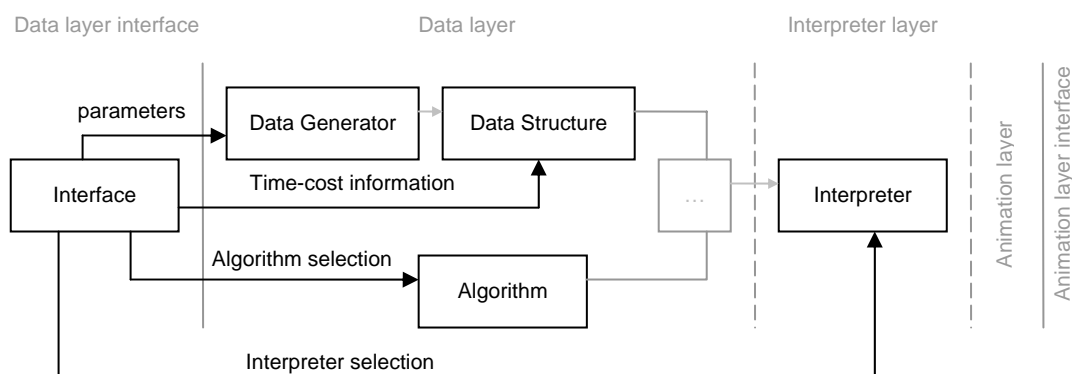 Data layer interface
Data layer
Interpreter layer
parameters
Data Generator
Data Structure
Interface
Time-cost information
...
Interpreter
Algorithm selection
Algorithm
Interpreter selection
Animation layer
Animation layer interface